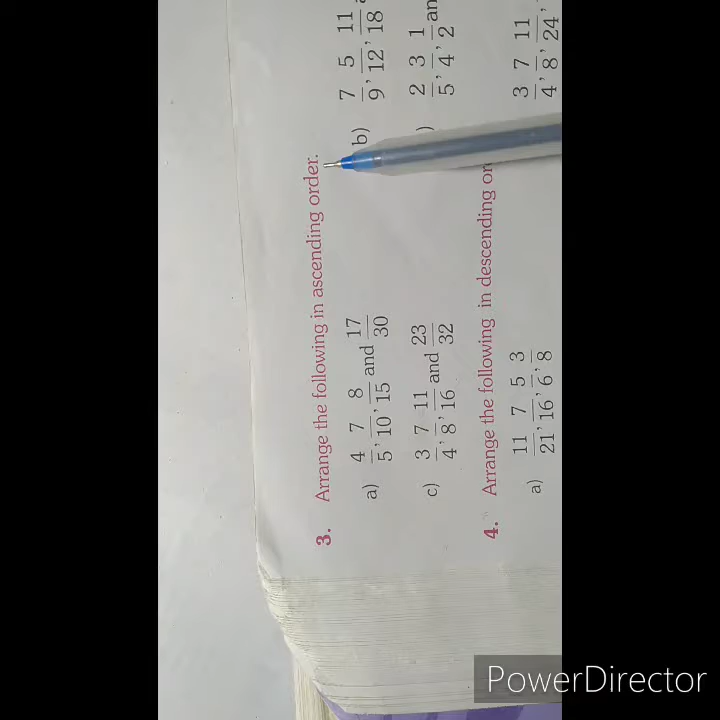 3. Arrange the following in ascending order.
a) 4/5, 7/10, 8/15 and 17/30
b) 7/9, 5/12, 11/18
c) 3/4, 7/8, 11/16 and 23/32
) 2/5, 3/4, 1/2 an
4. Arrange the following in descending or
a) 11/21, 7/16, 5/6, 3/8
3/4, 7/8, 11/24,
PowerDirector